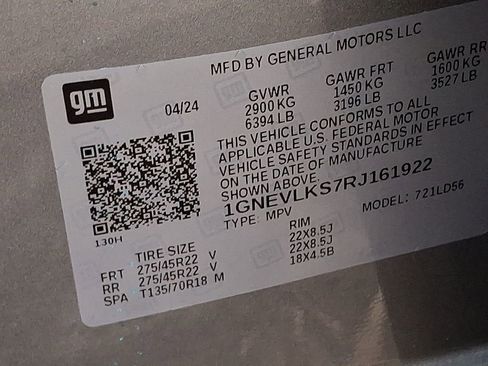 gm
MFD BY GENERAL MOTORS LLC
04/24
GVWR GAWR FRT GAWR RR
2900 KG 1450 KG 1600 KG
6394 LB 3196 LB 3527 LB
THIS VEHICLE CONFORMS TO ALL
APPLICABLE U.S. FEDERAL MOTOR
VEHICLE SAFETY STANDARDS IN EFFECT
ON THE DATE OF MANUFACTURE
SHOWN ABOVE.
1GNEVLKS7RJ161922
TYPE: MPV MODEL: 721LD56
130H
TIRE SIZE RIM
FRT 275/45R22 V 22X8.5J
RR 275/45R22 V 22X8.5J
SPA T135/70R18 M 18X4.5B